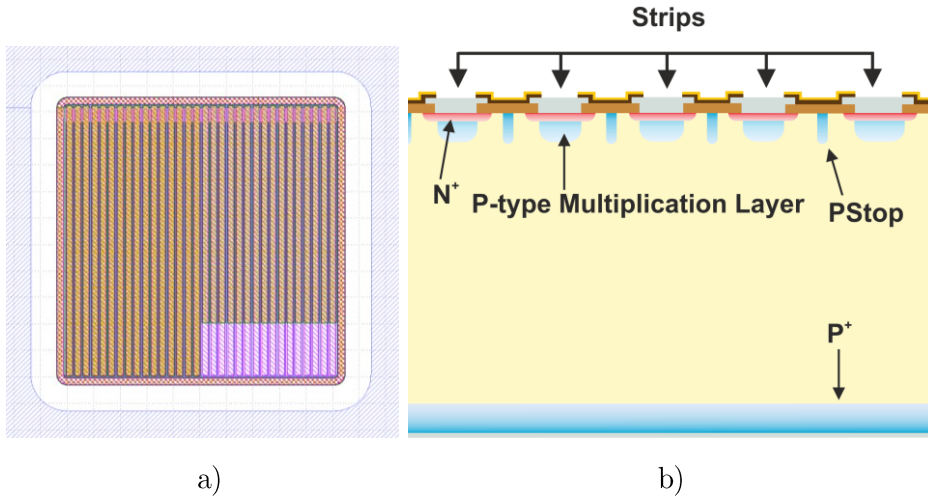 Strips
N+
P-type Multiplication Layer
PStop
P+
a)
b)